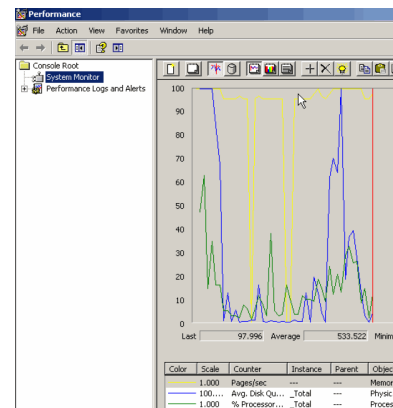 Performance
File Action View Favorites Window Help
Console Root
System Monitor
Performance Logs and Alerts
100
90
80
70
60
50
40
30
20
10
0
Last 97.996 Average 533.522 Minim
Color Scale Counter Instance Parent Objec
1.000 Pages/sec --- --- Memor
100.... Avg. Disk Qu... _Total --- Physic
1.000 % Processor... _Total --- Proces